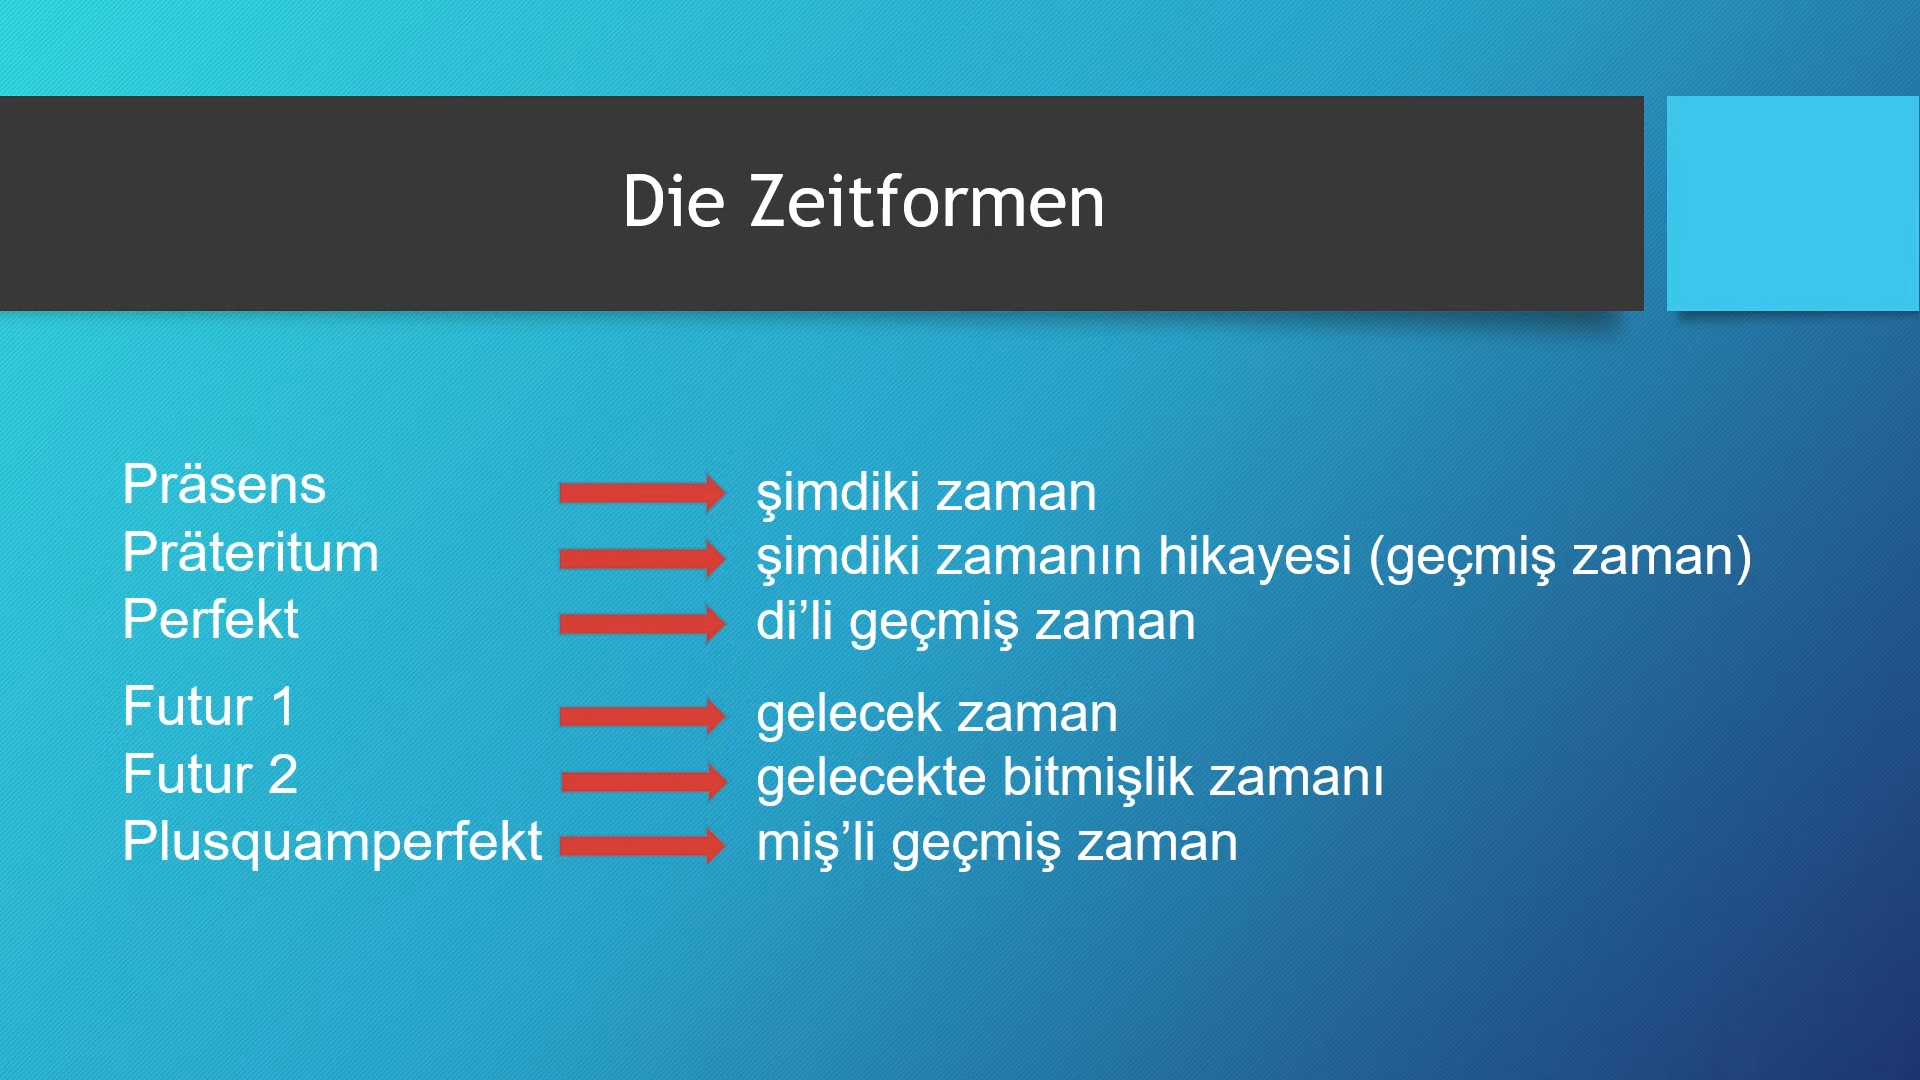 Die Zeitformen
Präsens şimdiki zaman
Präteritum şimdiki zamanın hikayesi (geçmiş zaman)
Perfekt di’li geçmiş zaman
Futur 1 gelecek zaman
Futur 2 gelecekte bitmişlik zamanı
Plusquamperfekt miş’li geçmiş zaman